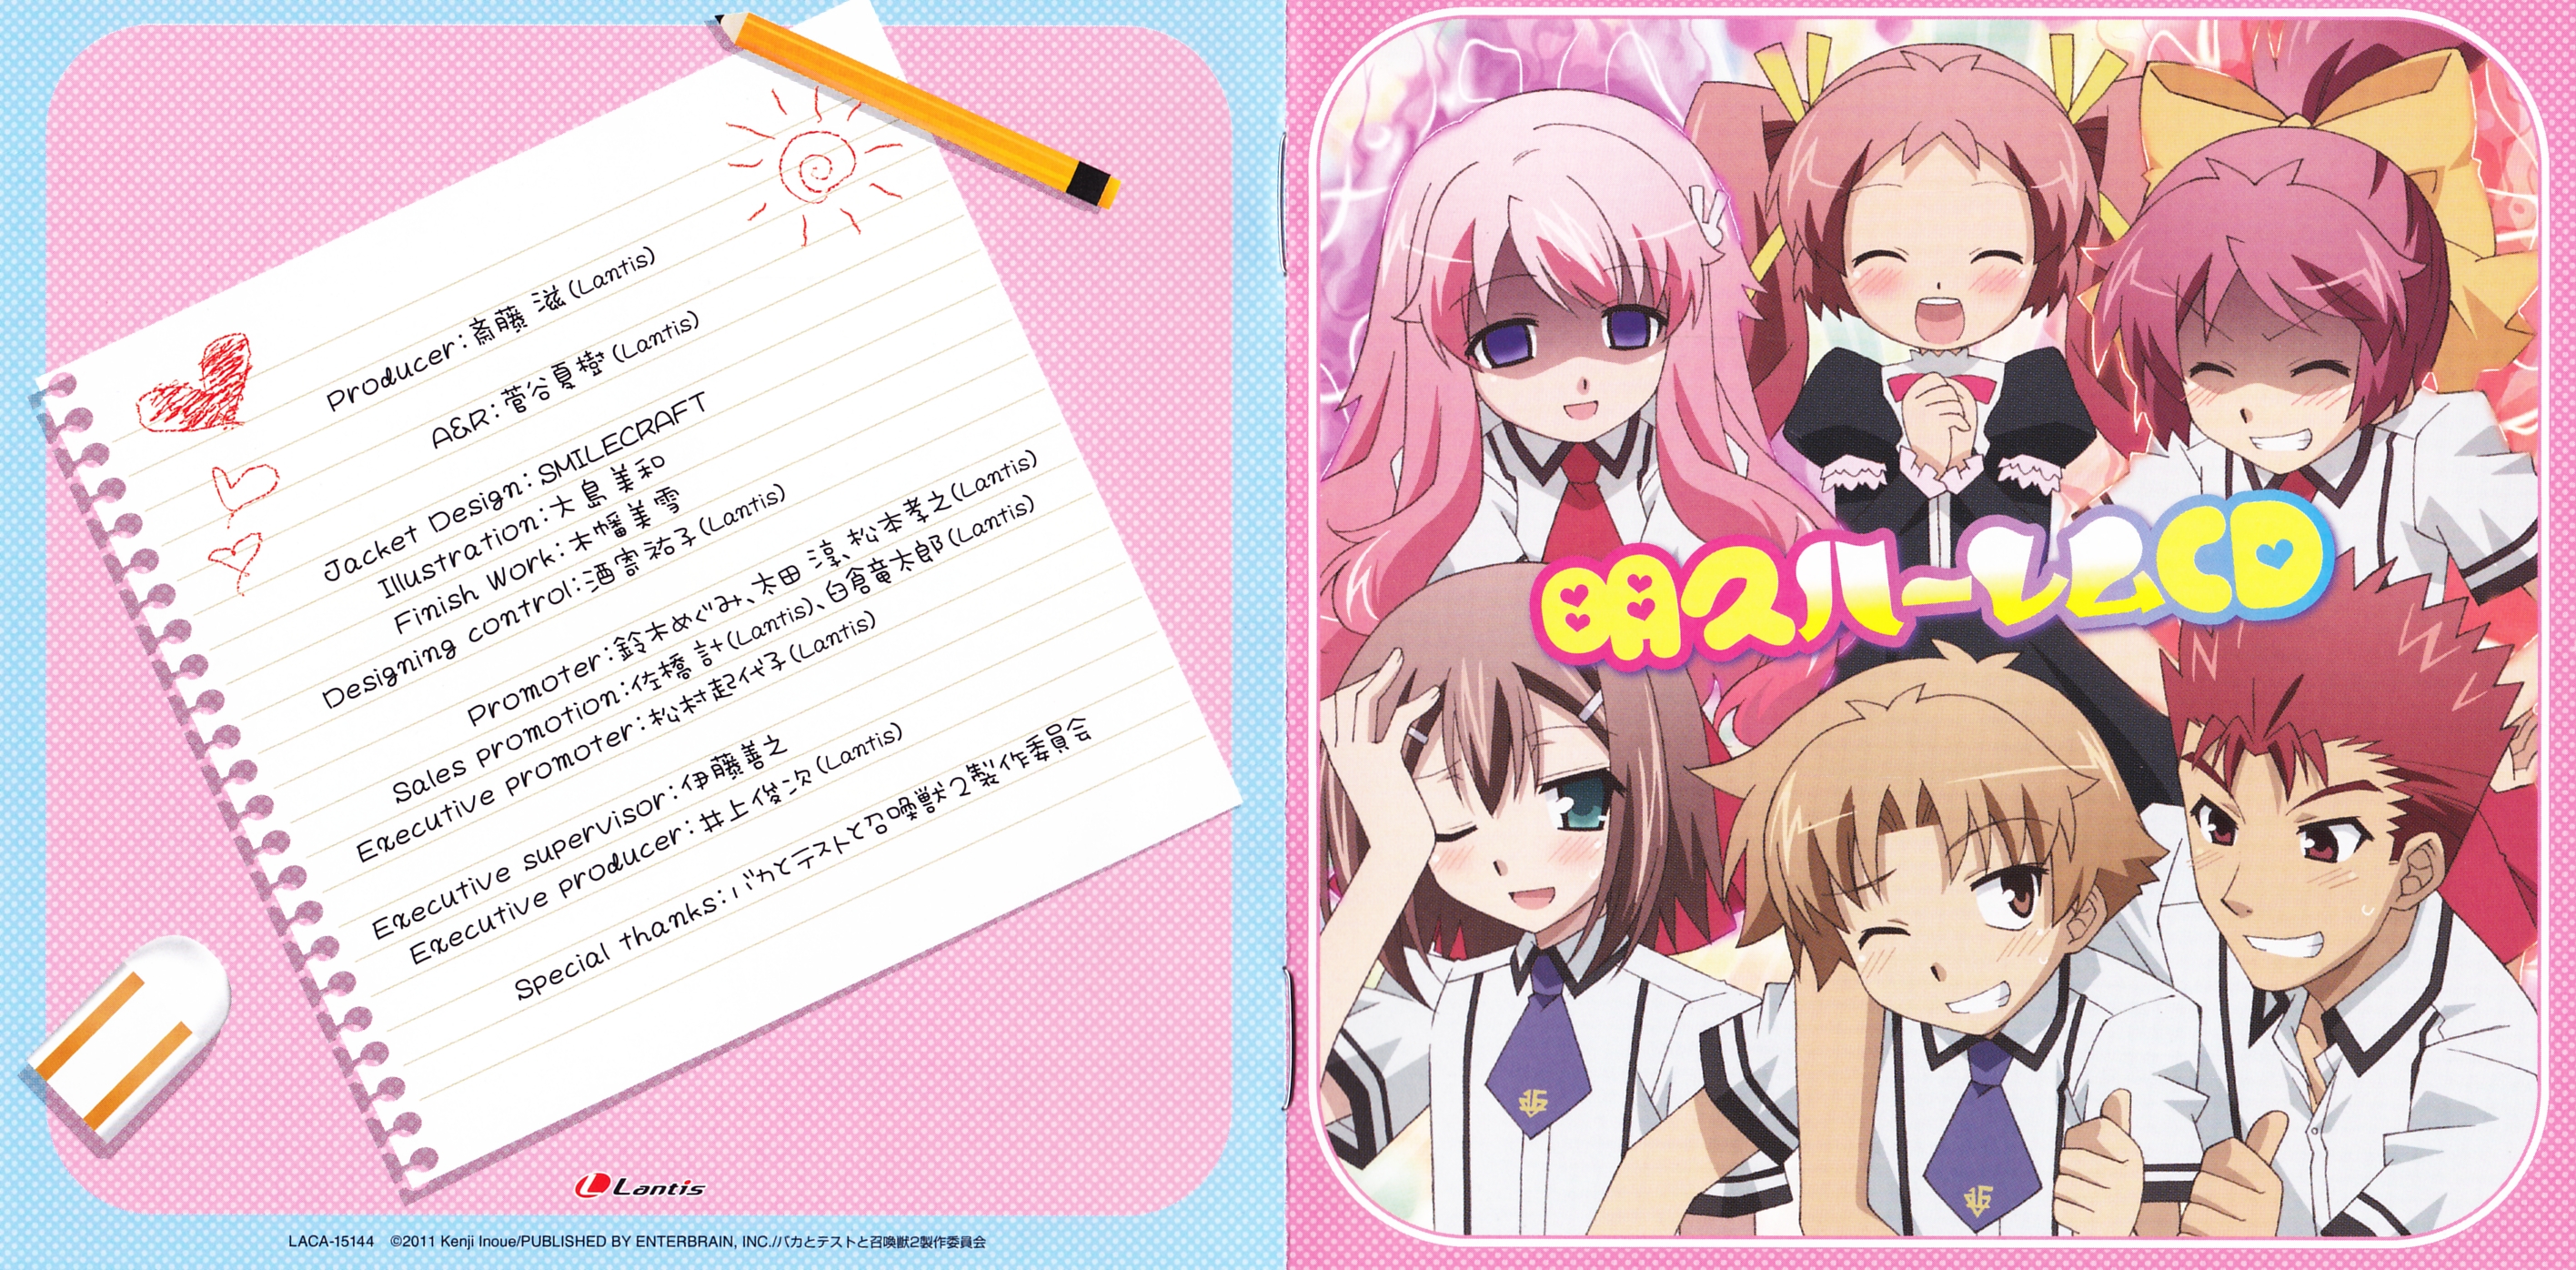 Producer:斎藤 滋(Lantis)
A&R:菅谷夏樹(Lantis)
Jacket Design:SMILECRAFT
Illustration:大島美和
Finish Work:木幡美雪
Designing control:酒寄祐子(Lantis)
Promoter:鈴木めぐみ、太田 淳、松本孝之(Lantis)
Sales promotion:佐橋 計(Lantis)、白倉竜太郎(Lantis)
Executive promoter:松村起代子(Lantis)
Executive supervisor:伊藤善之
Executive producer:井上俊次(Lantis)
Special thanks:バカとテストと召喚獣2製作委員会
Lantis
LACA-15144 ©2011 Kenji Inoue/PUBLISHED BY ENTERBRAIN, INC./バカとテストと召喚獣2製作委員会
明久ハーレムCD